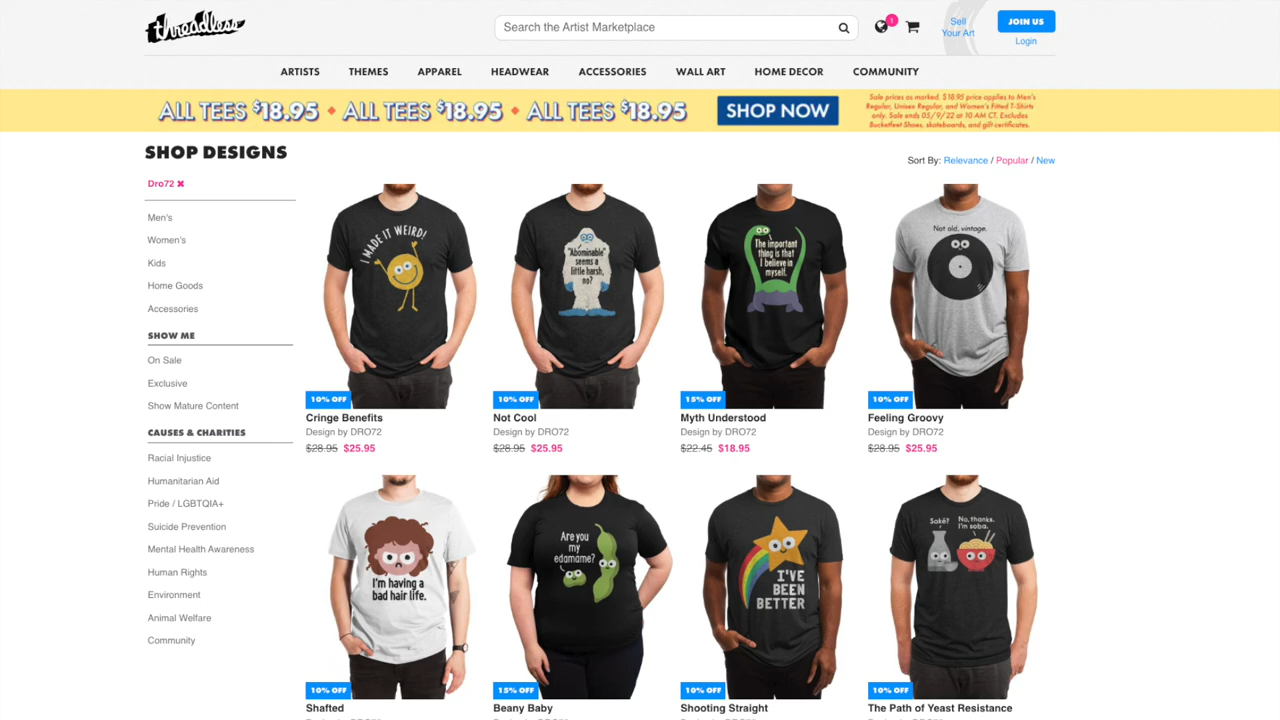 threadless
Search the Artist Marketplace
1
Sell
Your Art
JOIN US
Login
ARTISTS
THEMES
APPAREL
HEADWEAR
ACCESSORIES
WALL ART
HOME DECOR
COMMUNITY
ALL TEES $18.95 ALL TEES $18.95 ALL TEES $18.95
SHOP NOW
Sale prices as marked. $18.95 price applies to Men's
Regular, Unisex Regular, and Women's Fitted T-Shirts
only. Sale ends 05/9/22 at 10 AM CT. Excludes
Bucketfeet Shoes, skateboards, and gift certificates.
SHOP DESIGNS
Sort By: Relevance / Popular / New
Dro72 ✖
Men's
Women's
Kids
Home Goods
Accessories
SHOW ME
On Sale
Exclusive
Show Mature Content
CAUSES & CHARITIES
Racial Injustice
Humanitarian Aid
Pride / LGBTQIA+
Suicide Prevention
Mental Health Awareness
Human Rights
Environment
Animal Welfare
Community
I MADE IT WEIRD!
10% OFF
Cringe Benefits
Design by DRO72
$28.95 $25.95
"Abominable"
seems a
little harsh,
no?
10% OFF
Not Cool
Design by DRO72
$28.95 $25.95
The important
thing is that
I believe in
myself.
15% OFF
Myth Understood
Design by DRO72
$22.45 $18.95
Not old, vintage.
10% OFF
Feeling Groovy
Design by DRO72
$28.95 $25.95
I'm having a
bad hair life.
10% OFF
Shafted
Are you
my
edamame?
15% OFF
Beany Baby
I'VE
BEEN
BETTER
10% OFF
Shooting Straight
Saké?
No, thanks.
I'm soba.
10% OFF
The Path of Yeast Resistance